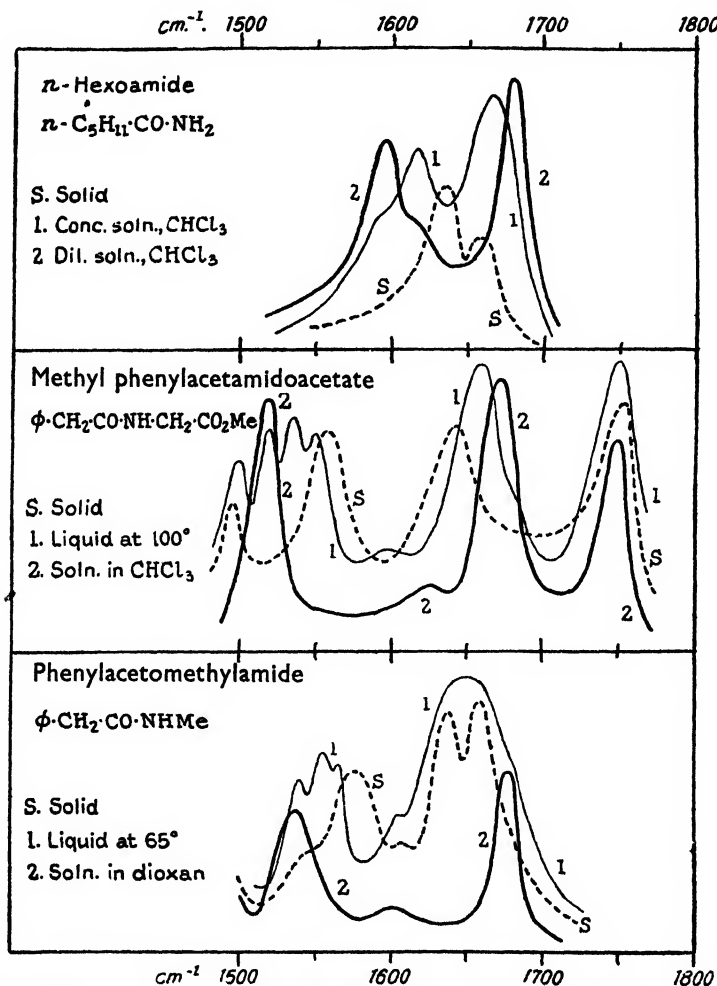 cm.⁻¹. 1500 1600 1700 1800
n-Hexoamide
n-C₅H₁₁·CO·NH₂
S. Solid
1. Conc. soln., CHCl₃
2 Dil. soln., CHCl₃
2
1
2
1
S
S
Methyl phenylacetamidoacetate
φ·CH₂·CO·NH·CH₂·CO₂Me
S. Solid
1. Liquid at 100°
2. Soln. in CHCl₃
2
2
S
1
1
2
2
1
S
2
Phenylacetomethylamide
φ·CH₂·CO·NHMe
S. Solid
1. Liquid at 65°
2. Soln. in dioxan
1
S
2
1
2
1
S
cm⁻¹ 1500 1600 1700 1800